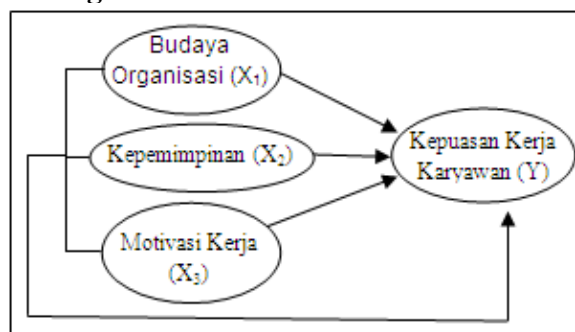 Budaya
Organisasi (X₁)
Kepemimpinan (X₂)
Motivasi Kerja
(X₃)
Kepuasan Kerja
Karyawan (Y)